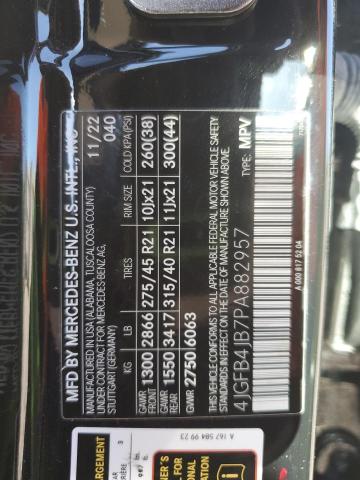 MFD BY MERCEDES-BENZ U.S. INTL., INC
MANUFACTURED IN USA (ALABAMA, TUSCALOOSA COUNTY)
MANUFACTURED FOR MERCEDES-BENZ AG,
STUTTGART (GERMANY)
11/22
040
KG LB TIRES RIM SIZE COLD KPA(PSI)
GAWR FRONT 1300 2866 275/45 R21 10Jx21 260(38)
GAWR REAR 1550 3417 315/40 R21 11Jx21 300(44)
GVWR 2750 6063
THIS VEHICLE CONFORMS TO ALL APPLICABLE FEDERAL MOTOR VEHICLE SAFETY
STANDARDS IN EFFECT ON THE DATE OF MANUFACTURE SHOWN ABOVE.
4JGFB4JB7PA882957 TYPE: MPV
A 000 817 52 04
A 167 584 99 23